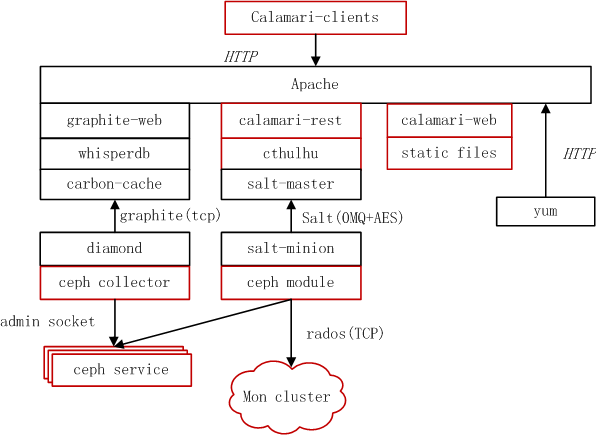 Calamari-clients
HTTP
Apache
graphite-web
calamari-rest
calamari-web
whisperdb
cthulhu
static files
HTTP
carbon-cache
salt-master
graphite(tcp)
Salt(0MQ+AES)
yum
diamond
salt-minion
ceph collector
ceph module
admin socket
rados(TCP)
ceph service
Mon cluster